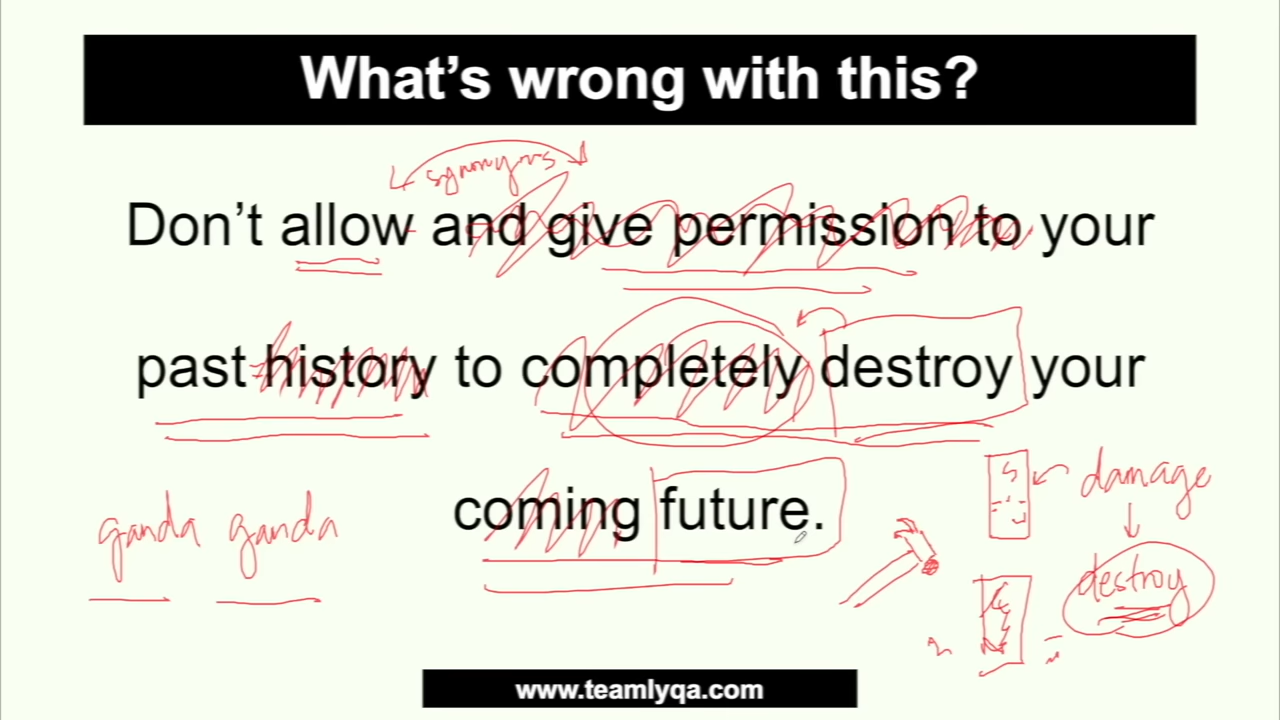 What's wrong with this?
synonyms
Don't allow and give permission to your
past history to completely destroy your
coming future.
damage
ganda ganda
destroy
www.teamlyqa.com